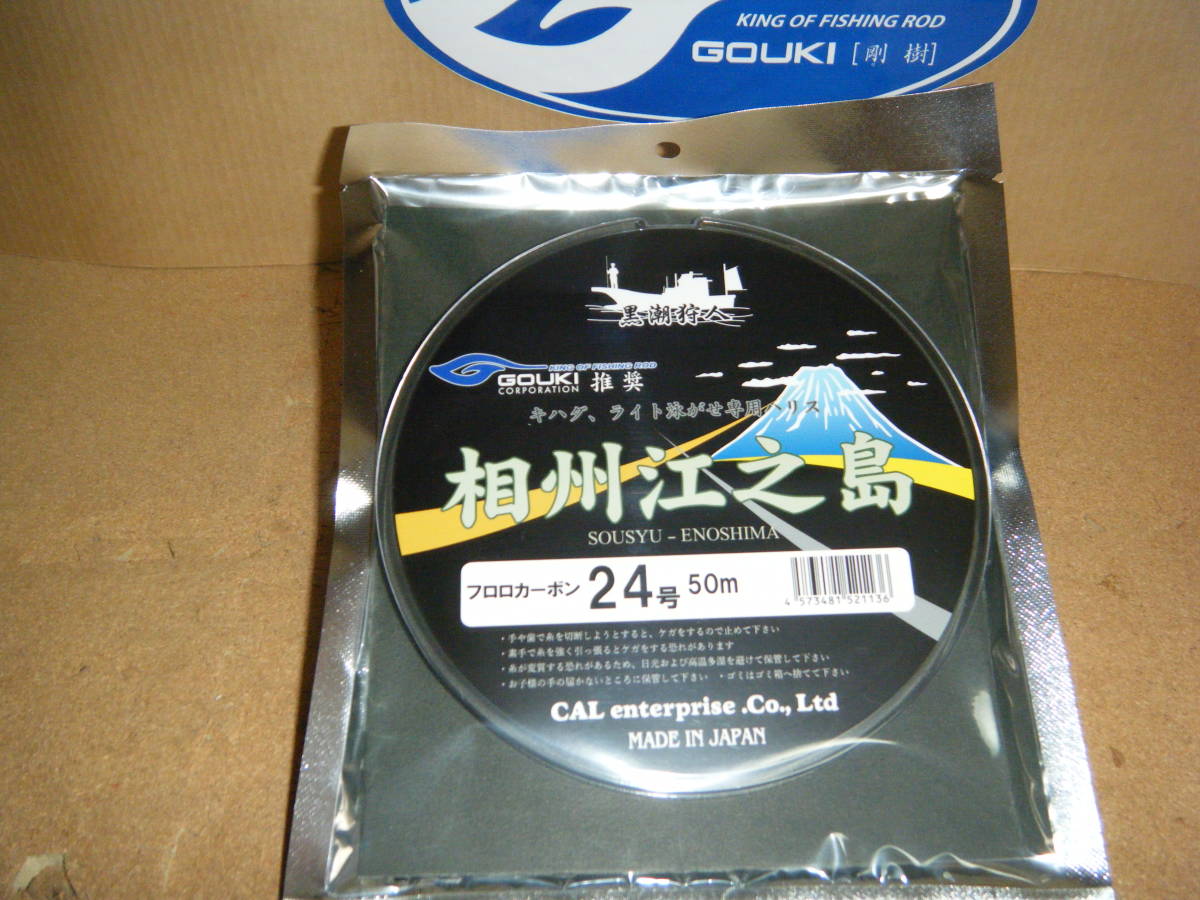 KING OF FISHING ROD
GOUKI [剛樹]
黒潮狩人
KING OF FISHING ROD
GOUKI 推奨
CORPORATION
キハダ、ライト泳がせ専用ハリス
相州江之島
SOUSYU - ENOSHIMA
フロロカーボン 24号 50m
4 573481 521136
・手や歯で糸を切断しようとすると、ケガをするので止めて下さい
・素手で糸を強く引っ張るとケガをする恐れがあります
・糸が変質する恐れがあるため、日光および高温多湿を避けて保管して下さい
・お子様の手の届かないところに保管して下さい ・ゴミはゴミ箱へ捨てて下さい
CAL enterprise .Co., Ltd
MADE IN JAPAN